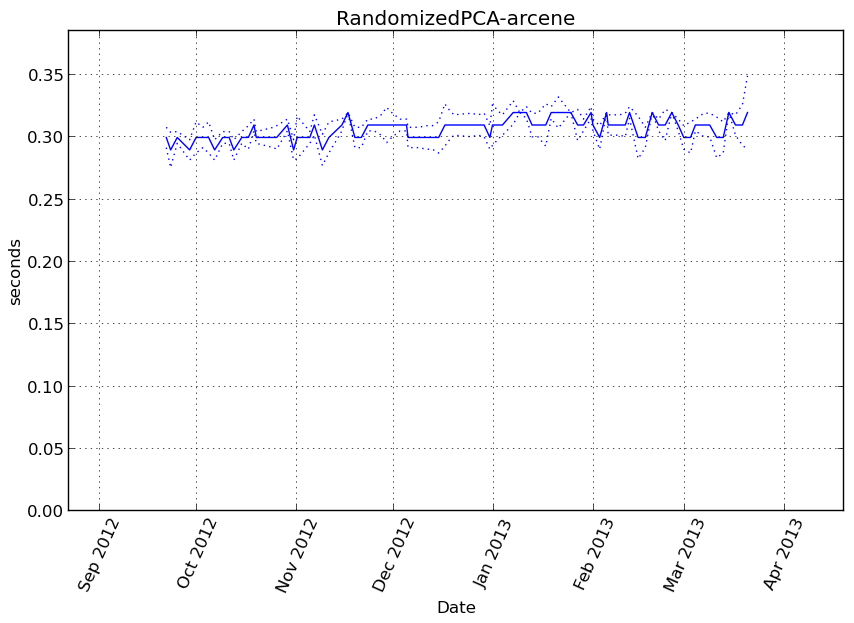 RandomizedPCA-arcene
0.35
0.30
0.25
0.20
0.15
0.10
0.05
0.00
seconds
Sep 2012
Oct 2012
Nov 2012
Dec 2012
Jan 2013
Feb 2013
Mar 2013
Apr 2013
Date